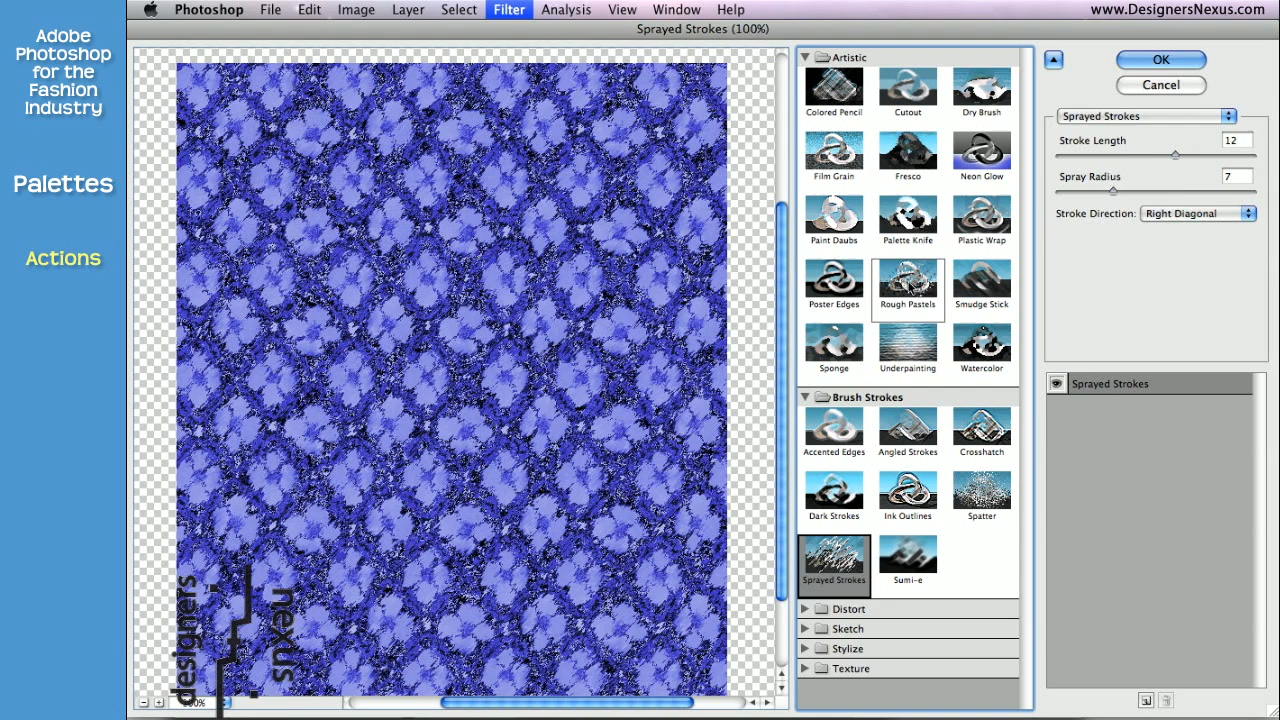 Photoshop File Edit Image Layer Select Filter Analysis View Window Help
www.DesignersNexus.com
Sprayed Strokes (100%)
Adobe
Photoshop
for the
Fashion
Industry
Palettes
Actions
designers
nexus
Artistic
Colored Pencil Cutout Dry Brush
Film Grain Fresco Neon Glow
Paint Daubs Palette Knife Plastic Wrap
Poster Edges Rough Pastels Smudge Stick
Sponge Underpainting Watercolor
Brush Strokes
Accented Edges Angled Strokes Crosshatch
Dark Strokes Ink Outlines Spatter
Sprayed Strokes Sumi-e
Distort
Sketch
Stylize
Texture
OK
Cancel
Sprayed Strokes
Stroke Length 12
Spray Radius 7
Stroke Direction: Right Diagonal
Sprayed Strokes